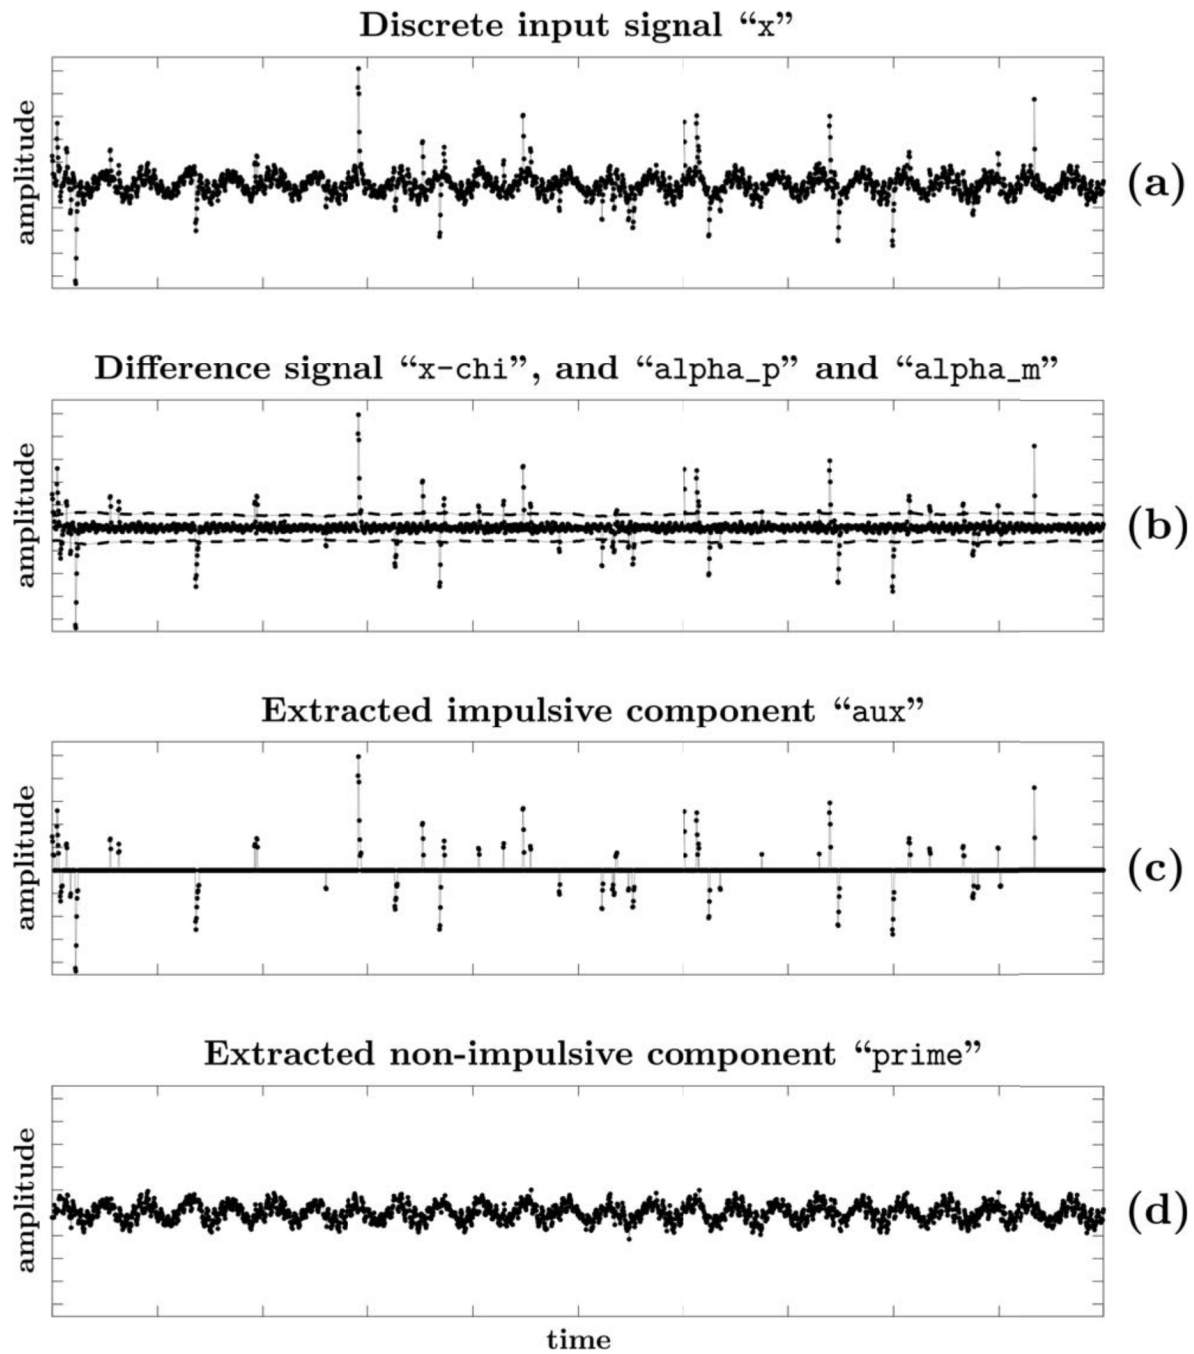 Discrete input signal “x”
amplitude
(a)
Difference signal “x-chi”, and “alpha_p” and “alpha_m”
amplitude
(b)
Extracted impulsive component “aux”
amplitude
(c)
Extracted non-impulsive component “prime”
amplitude
(d)
time